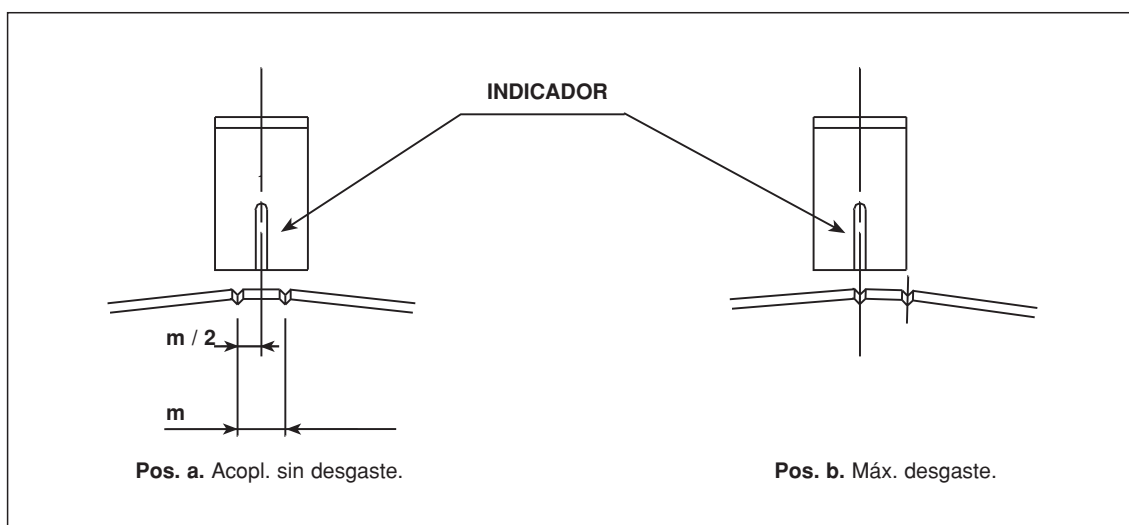 INDICADOR
m / 2
m
Pos. a. Acopl. sin desgaste.
Pos. b. Máx. desgaste.